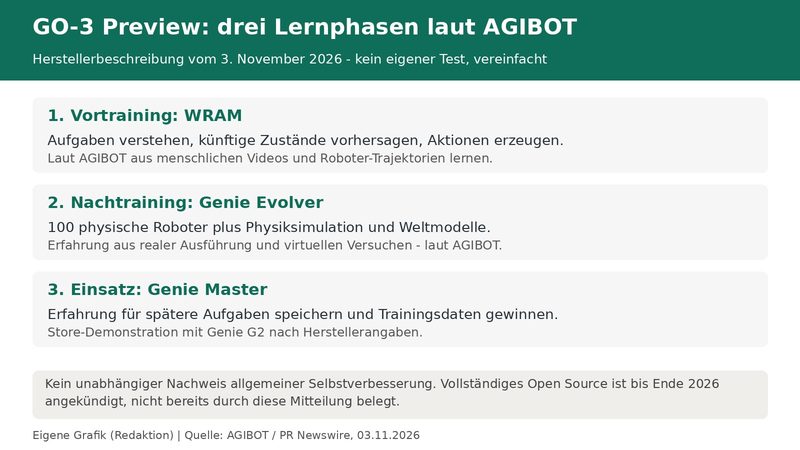 GO-3 Preview: drei Lernphasen laut AGIBOT
Herstellerbeschreibung vom 3. November 2026 - kein eigener Test, vereinfacht
1. Vortraining: WRAM
Aufgaben verstehen, künftige Zustände vorhersagen, Aktionen erzeugen.
Laut AGIBOT aus menschlichen Videos und Roboter-Trajektorien lernen.
2. Nachtraining: Genie Evolver
100 physische Roboter plus Physiksimulation und Weltmodelle.
Erfahrung aus realer Ausführung und virtuellen Versuchen - laut AGIBOT.
3. Einsatz: Genie Master
Erfahrung für spätere Aufgaben speichern und Trainingsdaten gewinnen.
Store-Demonstration mit Genie G2 nach Herstellerangaben.
Kein unabhängiger Nachweis allgemeiner Selbstverbesserung. Vollständiges Open Source ist bis Ende 2026
angekündigt, nicht bereits durch diese Mitteilung belegt.
Eigene Grafik (Redaktion) | Quelle: AGIBOT / PR Newswire, 03.11.2026